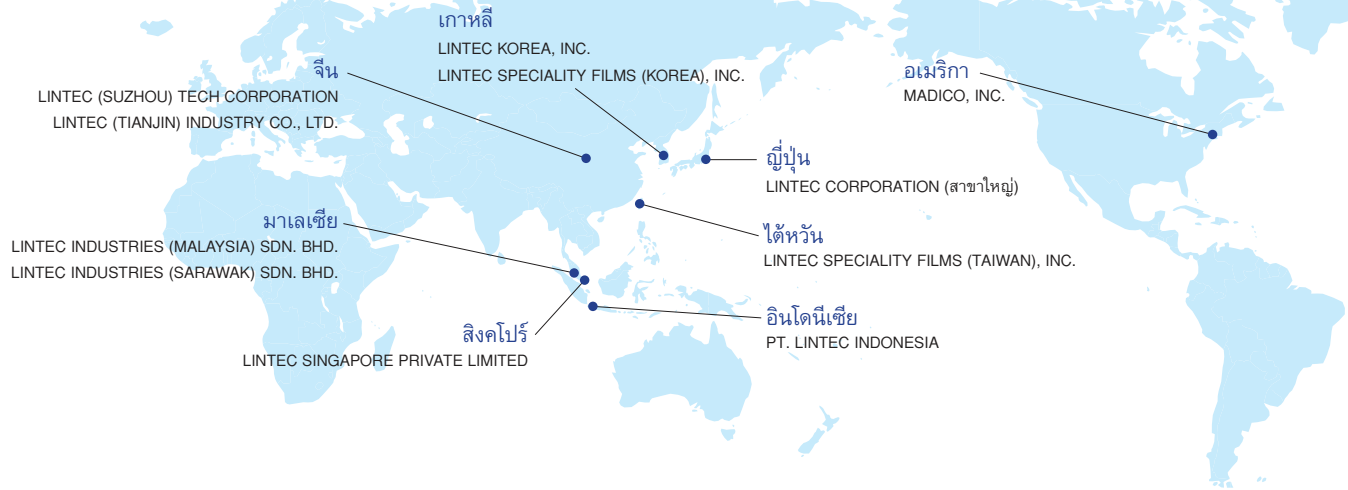 เกาหลี
LINTEC KOREA, INC.
LINTEC SPECIALITY FILMS (KOREA), INC.
จีน
LINTEC (SUZHOU) TECH CORPORATION
LINTEC (TIANJIN) INDUSTRY CO., LTD.
อเมริกา
MADICO, INC.
ญี่ปุ่น
LINTEC CORPORATION (สาขาใหญ่)
มาเลเซีย
LINTEC INDUSTRIES (MALAYSIA) SDN. BHD.
LINTEC INDUSTRIES (SARAWAK) SDN. BHD.
ไต้หวัน
LINTEC SPECIALITY FILMS (TAIWAN), INC.
สิงคโปร์
LINTEC SINGAPORE PRIVATE LIMITED
อินโดนีเซีย
PT. LINTEC INDONESIA